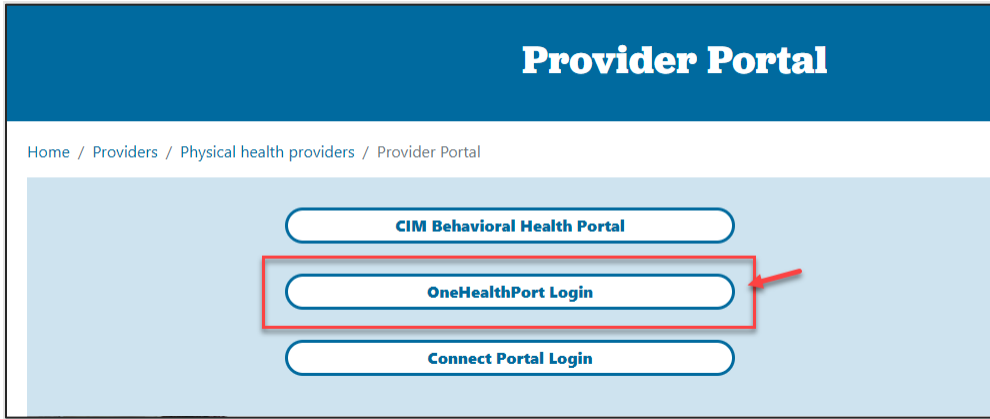 Provider Portal
Home / Providers / Physical health providers / Provider Portal
CIM Behavioral Health Portal
OneHealthPort Login
Connect Portal Login